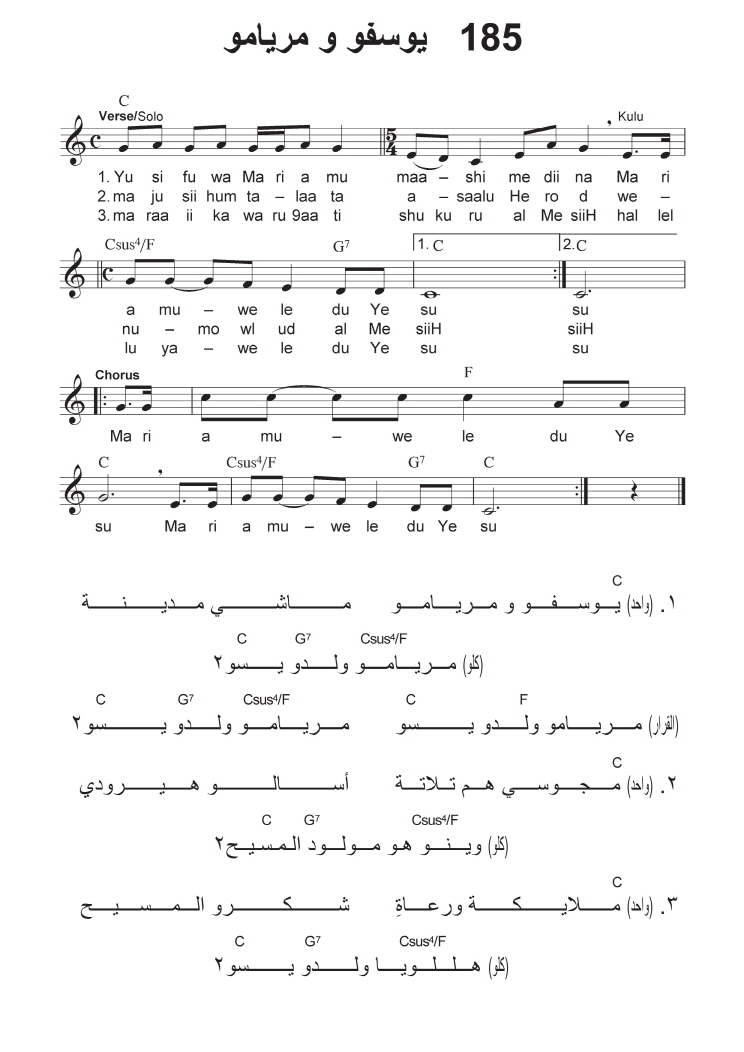 185 يوسفو و مريامو
C
Verse/Solo Kulu
1. Yu si fu wa Ma ri a mu maa – shi me dii na Ma ri
2. ma ju sii hum ta – laa ta a – saalu He ro d we –
3. ma raa ii ka wa ru 9aa ti shu ku ru al Me siiH hal lel
Csus4/F G7 1. C 2. C
a mu – we le du Ye su su
nu – mo wl ud al Me siiH siiH
lu ya – we le du Ye su su
Chorus F
Ma ri a mu – we le du Ye
C Csus4/F G7 C
su Ma ri a mu – we le du Ye su
C
١. (واحد) يـوسـفـو و مـريـامـو مـاشـي مـديـنـة
C G7 Csus4/F
(كلو) مـريـامـو ولـدو يـسو٢
C G7 Csus4/F C F
(القرار) مـريـامو ولـدو يـسو مـريـامـو ولـدو يـسو٢
C
٢. (واحد) مـجـوسـي هـم تـلاتـة أسـالـو هـيـرودي
C G7 Csus4/F
(كلو) ويـنـو هـو مـولـود الـمـسـيـح٢
C
٣. (واحد) مـلايـكـة ورعـاةِ شـكـرو الـمـسـيـح
C G7 Csus4/F
(كلو) هـلـلـويـا ولـدو يـسو٢